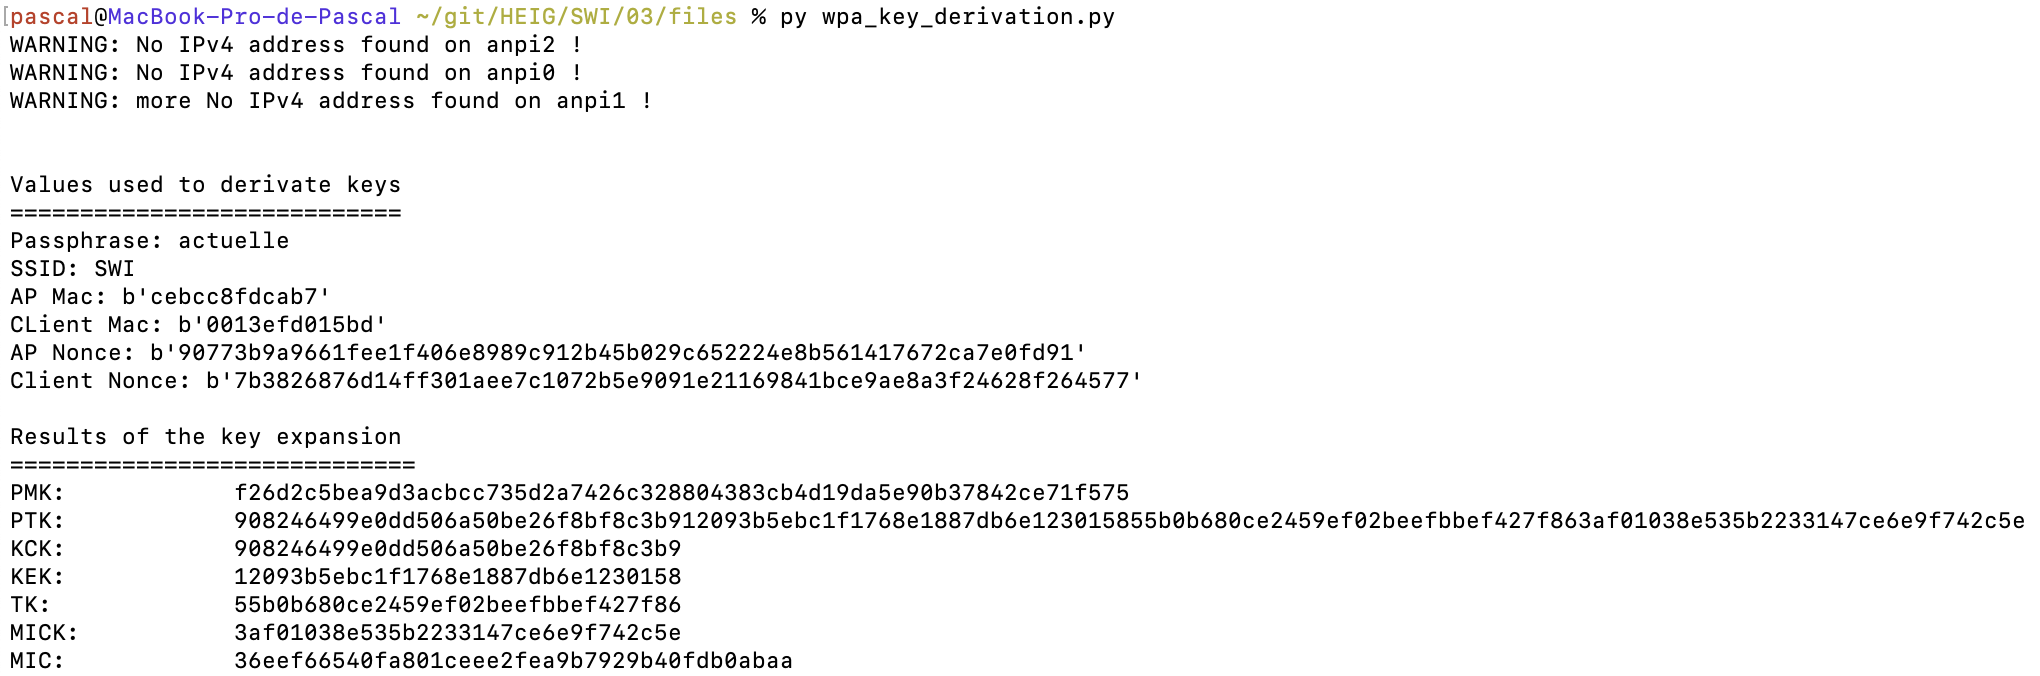 [pascal@MacBook-Pro-de-Pascal ~/git/HEIG/SWI/03/files % py wpa_key_derivation.py
WARNING: No IPv4 address found on anpi2 !
WARNING: No IPv4 address found on anpi0 !
WARNING: more No IPv4 address found on anpi1 !
Values used to derivate keys
============================
Passphrase: actuelle
SSID: SWI
AP Mac: b'cebcc8fdcab7'
CLient Mac: b'0013efd015bd'
AP Nonce: b'90773b9a9661fee1f406e8989c912b45b029c652224e8b561417672ca7e0fd91'
Client Nonce: b'7b3826876d14ff301aee7c1072b5e9091e21169841bce9ae8a3f24628f264577'
Results of the key expansion
=============================
PMK: f26d2c5bea9d3acbcc735d2a7426c328804383cb4d19da5e90b37842ce71f575
PTK: 908246499e0dd506a50be26f8bf8c3b912093b5ebc1f1768e1887db6e123015855b0b680ce2459ef02beefbbef427f863af01038e535b2233147ce6e9f742c5e
KCK: 908246499e0dd506a50be26f8bf8c3b9
KEK: 12093b5ebc1f1768e1887db6e1230158
TK: 55b0b680ce2459ef02beefbbef427f86
MICK: 3af01038e535b2233147ce6e9f742c5e
MIC: 36eef66540fa801ceee2fea9b7929b40fdb0abaa